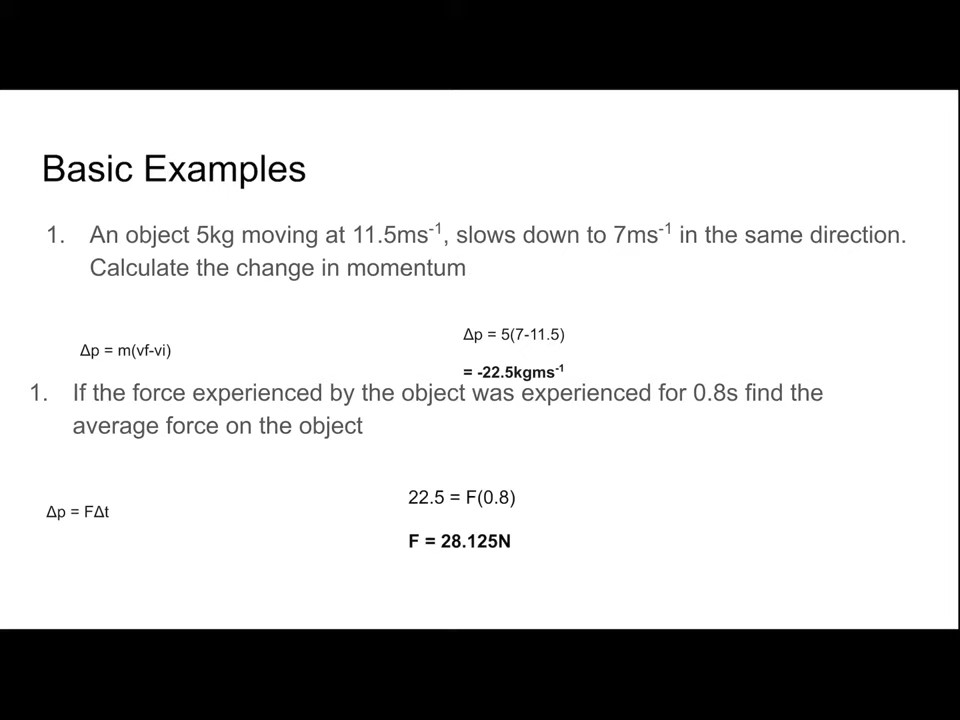 Basic Examples
1. An object 5kg moving at 11.5ms⁻¹, slows down to 7ms⁻¹ in the same direction.
Calculate the change in momentum
Δp = m(vf-vi)
Δp = 5(7-11.5)
= -22.5kgms⁻¹
1. If the force experienced by the object was experienced for 0.8s find the
average force on the object
Δp = FΔt
22.5 = F(0.8)
F = 28.125N